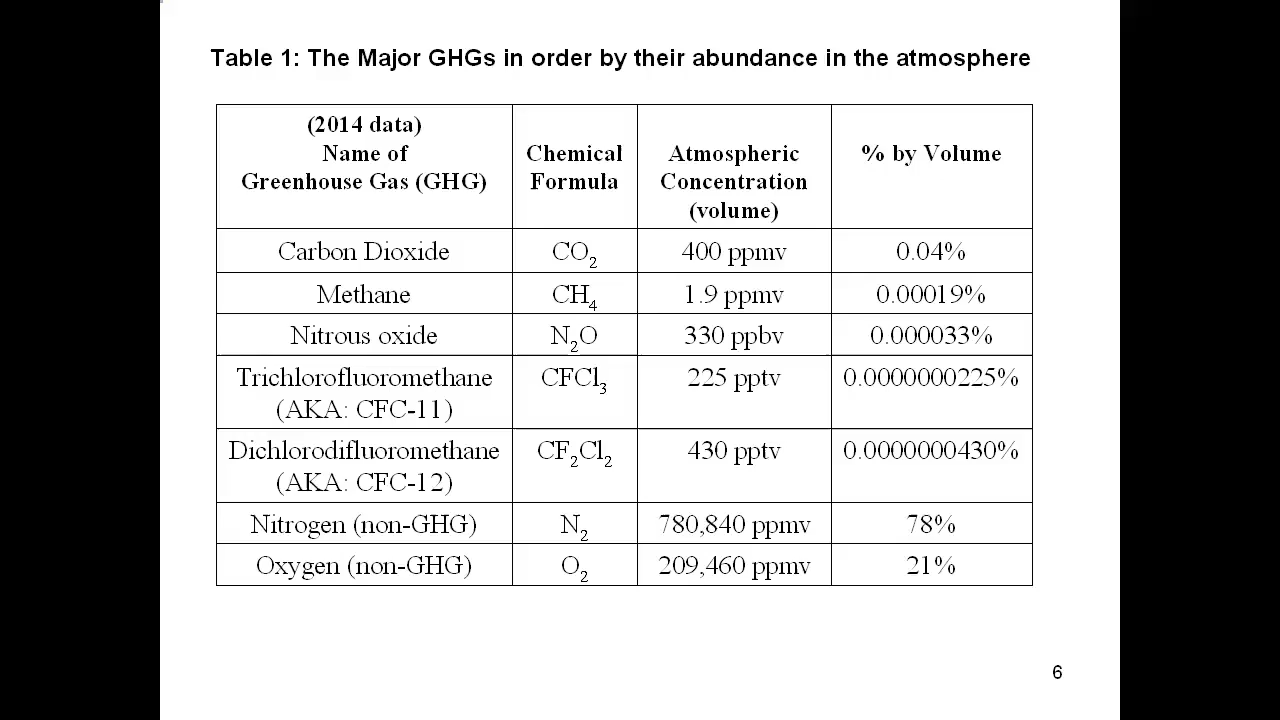 Table 1: The Major GHGs in order by their abundance in the atmosphere
(2014 data)
Name of
Greenhouse Gas (GHG)
Chemical
Formula
Atmospheric
Concentration
(volume)
% by Volume
Carbon Dioxide CO₂ 400 ppmv 0.04%
Methane CH₄ 1.9 ppmv 0.00019%
Nitrous oxide N₂O 330 ppbv 0.000033%
Trichlorofluoromethane CFCl₃ 225 pptv 0.0000000225%
(AKA: CFC-11)
Dichlorodifluoromethane CF₂Cl₂ 430 pptv 0.0000000430%
(AKA: CFC-12)
Nitrogen (non-GHG) N₂ 780,840 ppmv 78%
Oxygen (non-GHG) O₂ 209,460 ppmv 21%
6